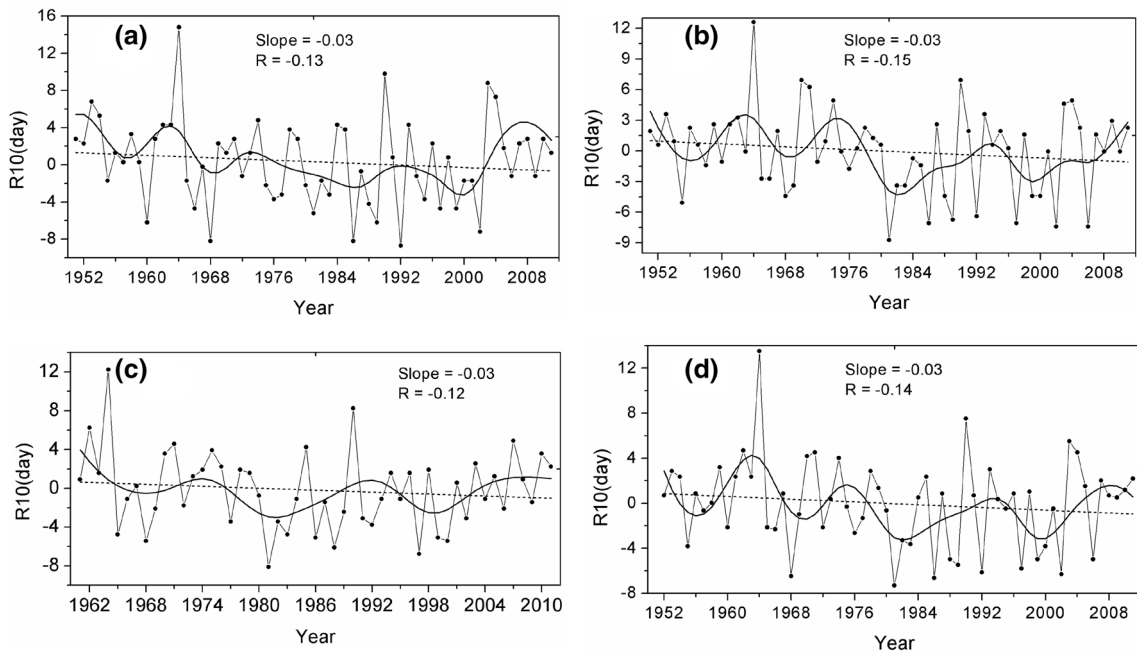 (a)
Slope = -0.03
R = -0.13
R10(day)
16
12
8
4
0
-4
-8
1952 1960 1968 1976 1984 1992 2000 2008
Year
(b)
Slope = -0.03
R = -0.15
R10(day)
12
9
6
3
0
-3
-6
-9
1952 1960 1968 1976 1984 1992 2000 2008
Year
(c)
Slope = -0.03
R = -0.12
R10(day)
12
8
4
0
-4
-8
1962 1968 1974 1980 1986 1992 1998 2004 2010
Year
(d)
Slope = -0.03
R = -0.14
R10(day)
12
8
4
0
-4
-8
1952 1960 1968 1976 1984 1992 2000 2008
Year